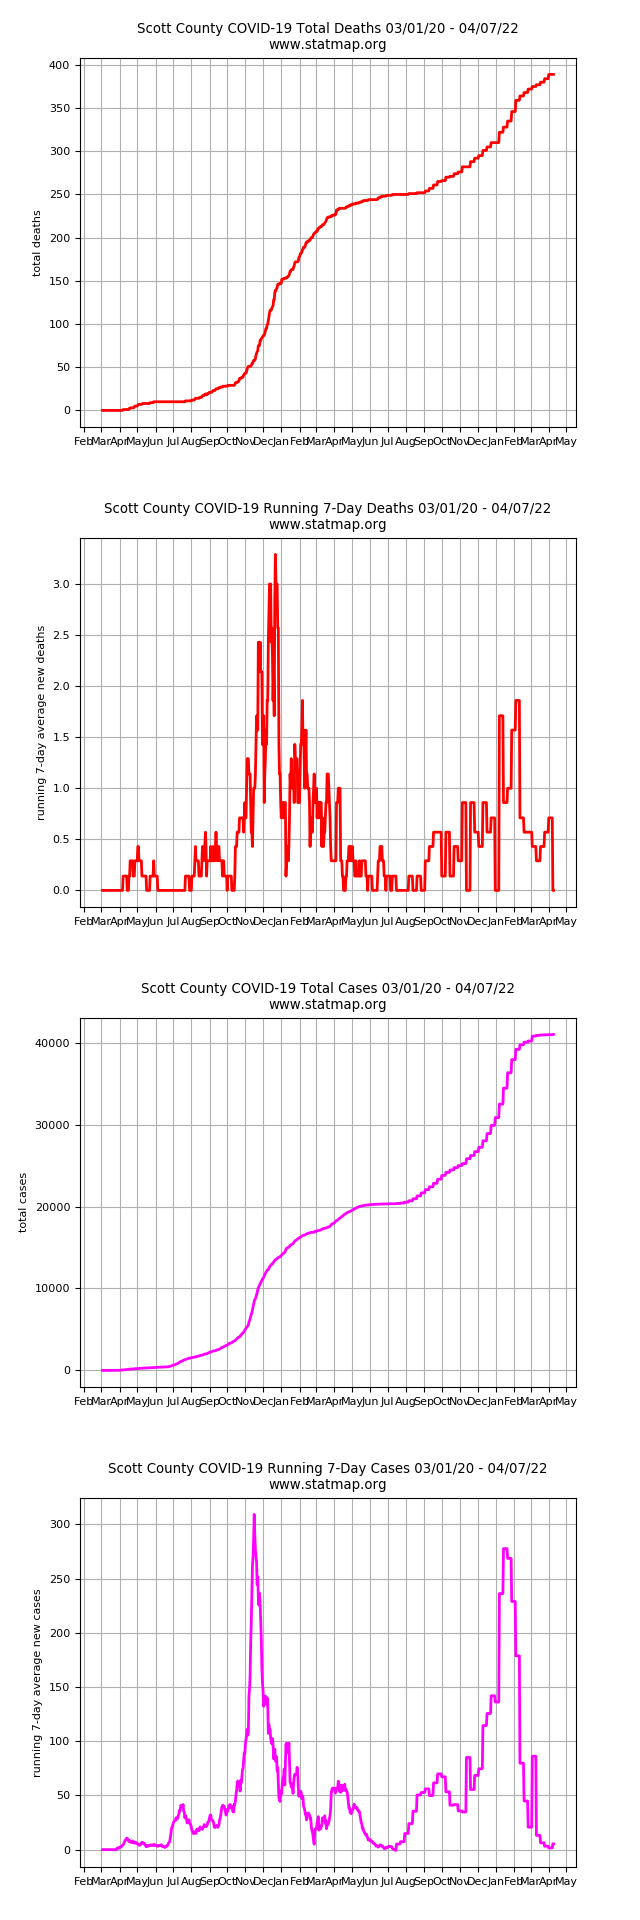 Scott County COVID-19 Total Deaths 03/01/20 - 04/07/22
www.statmap.org
400
350
300
250
200
150
100
50
0
total deaths
Feb Mar Apr May Jun Jul Aug Sep Oct Nov Dec Jan Feb Mar Apr May Jun Jul Aug Sep Oct Nov Dec Jan Feb Mar Apr May
Scott County COVID-19 Running 7-Day Deaths 03/01/20 - 04/07/22
www.statmap.org
3.0
2.5
2.0
1.5
1.0
0.5
0.0
running 7-day average new deaths
Feb Mar Apr May Jun Jul Aug Sep Oct Nov Dec Jan Feb Mar Apr May Jun Jul Aug Sep Oct Nov Dec Jan Feb Mar Apr May
Scott County COVID-19 Total Cases 03/01/20 - 04/07/22
www.statmap.org
40000
30000
20000
10000
0
total cases
Feb Mar Apr May Jun Jul Aug Sep Oct Nov Dec Jan Feb Mar Apr May Jun Jul Aug Sep Oct Nov Dec Jan Feb Mar Apr May
Scott County COVID-19 Running 7-Day Cases 03/01/20 - 04/07/22
www.statmap.org
300
250
200
150
100
50
0
running 7-day average new cases
Feb Mar Apr May Jun Jul Aug Sep Oct Nov Dec Jan Feb Mar Apr May Jun Jul Aug Sep Oct Nov Dec Jan Feb Mar Apr May